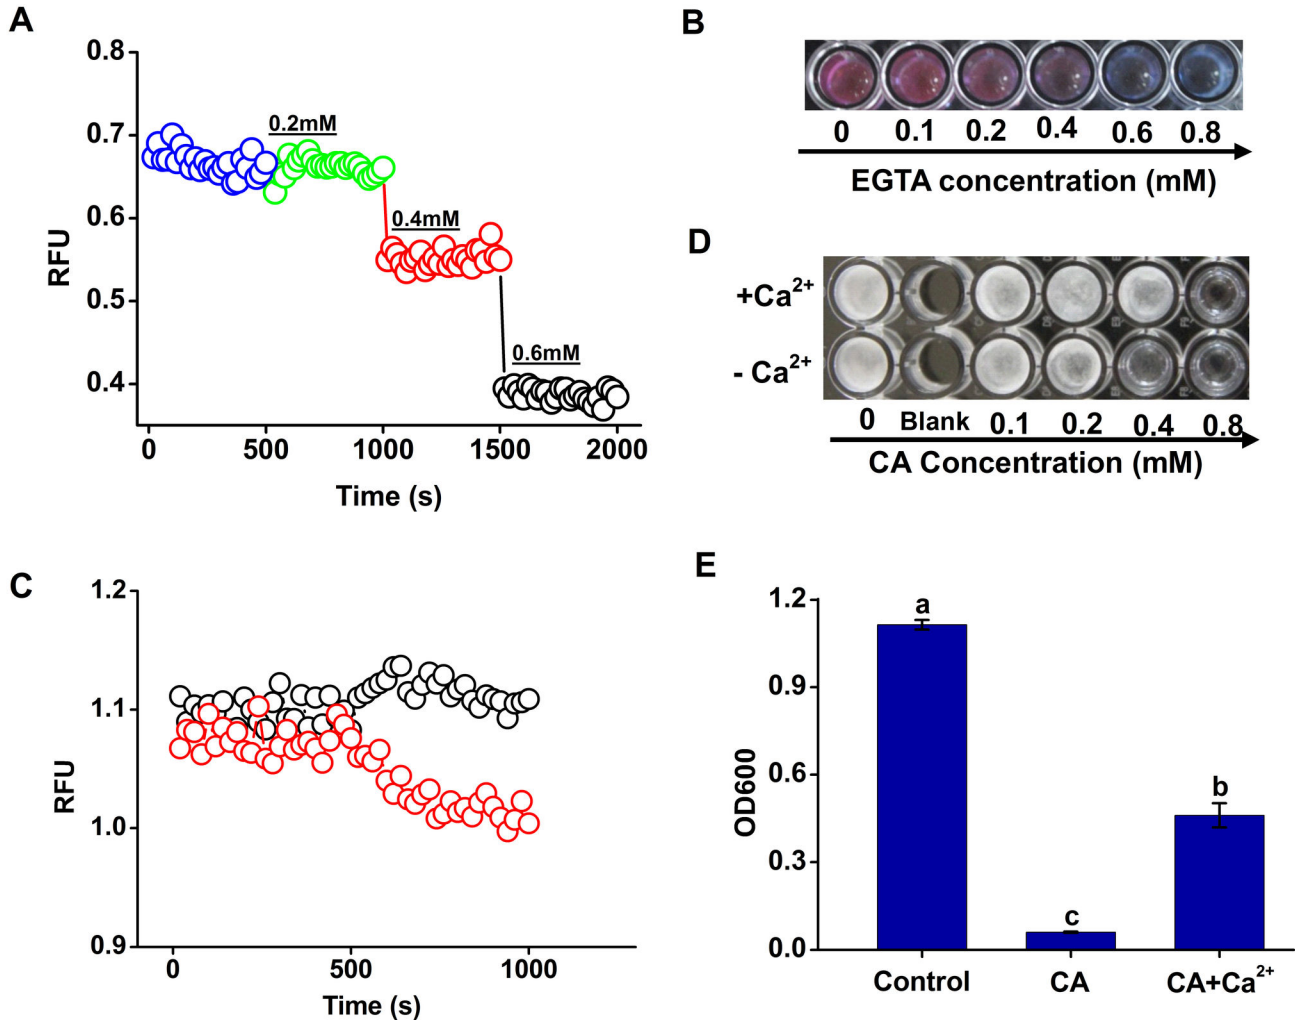 A
0.8
0.7
0.6
0.5
0.4
RFU
0.2mM
0.4mM
0.6mM
0
500
1000
1500
2000
Time (s)
B
0
0.1
0.2
0.4
0.6
0.8
EGTA concentration (mM)
D
+Ca²⁺
- Ca²⁺
0
Blank
0.1
0.2
0.4
0.8
CA Concentration (mM)
C
1.2
1.1
1.0
0.9
RFU
0
500
1000
Time (s)
E
1.2
0.9
0.6
0.3
0.0
OD600
a
c
b
Control
CA
CA+Ca²⁺